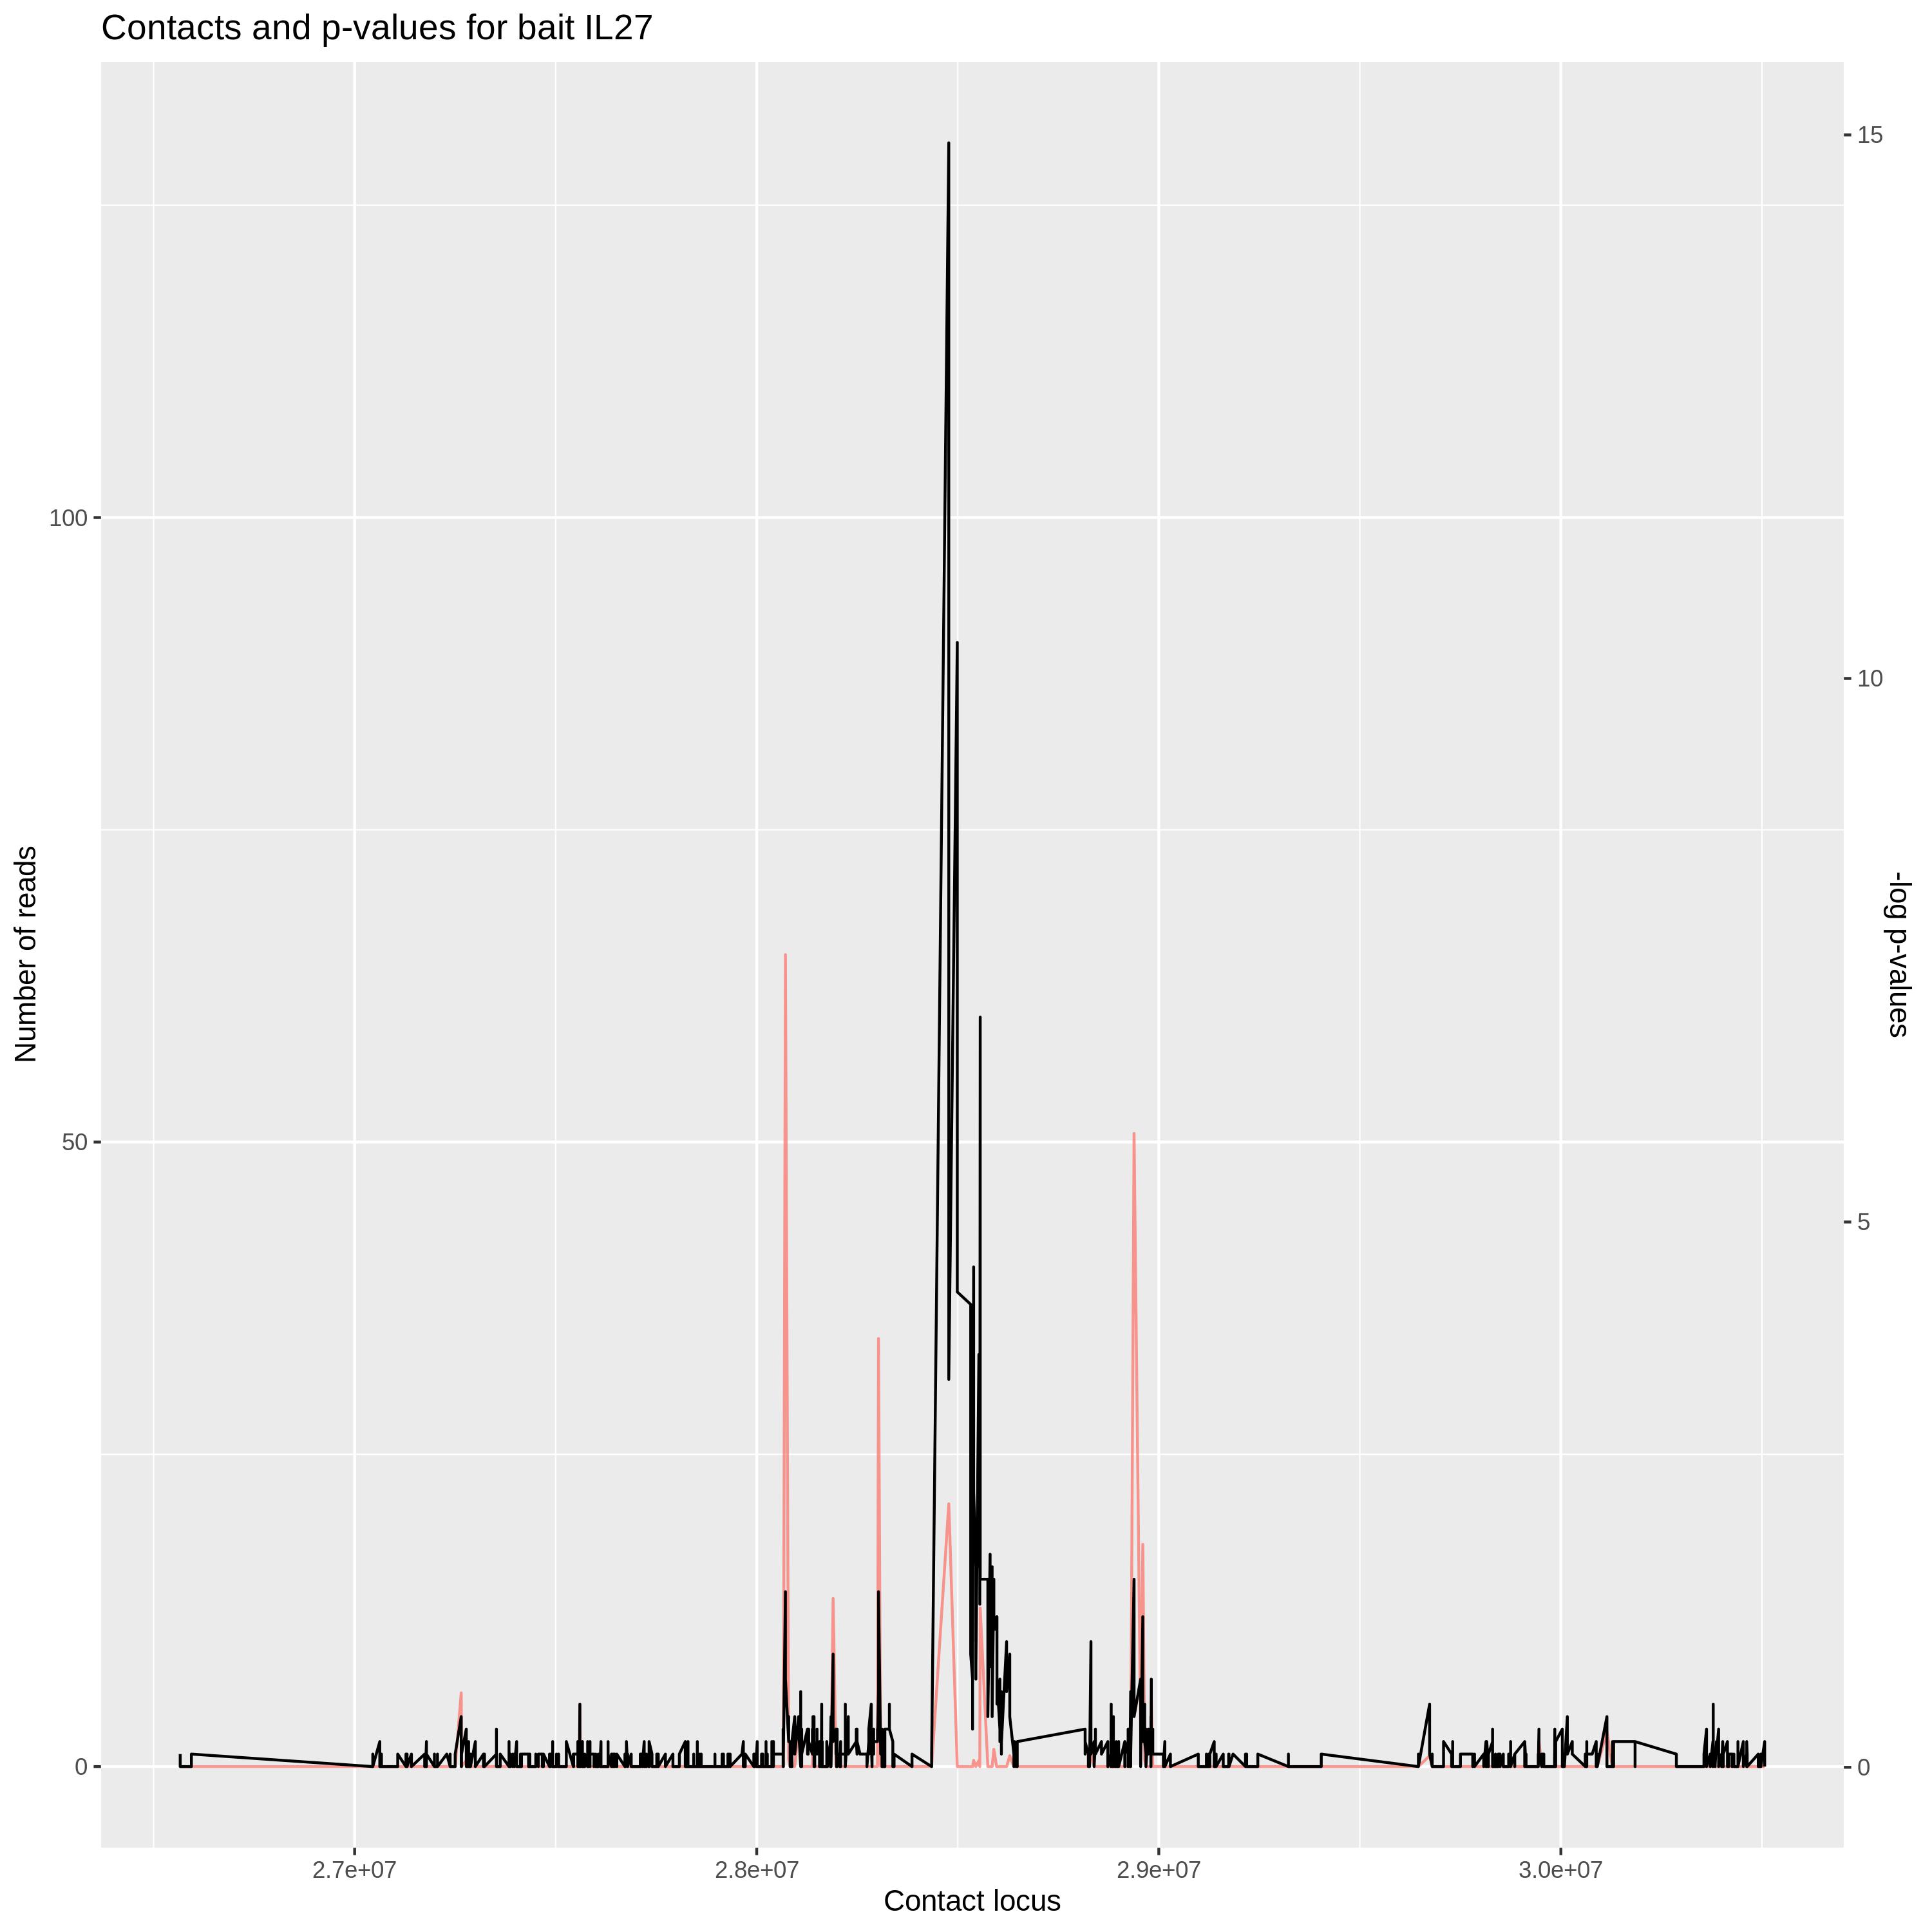 Contacts and p-values for bait IL27
15
100
10
Number of reads
-log p-values
50
5
0
0
2.7e+07
2.8e+07
2.9e+07
3.0e+07
Contact locus